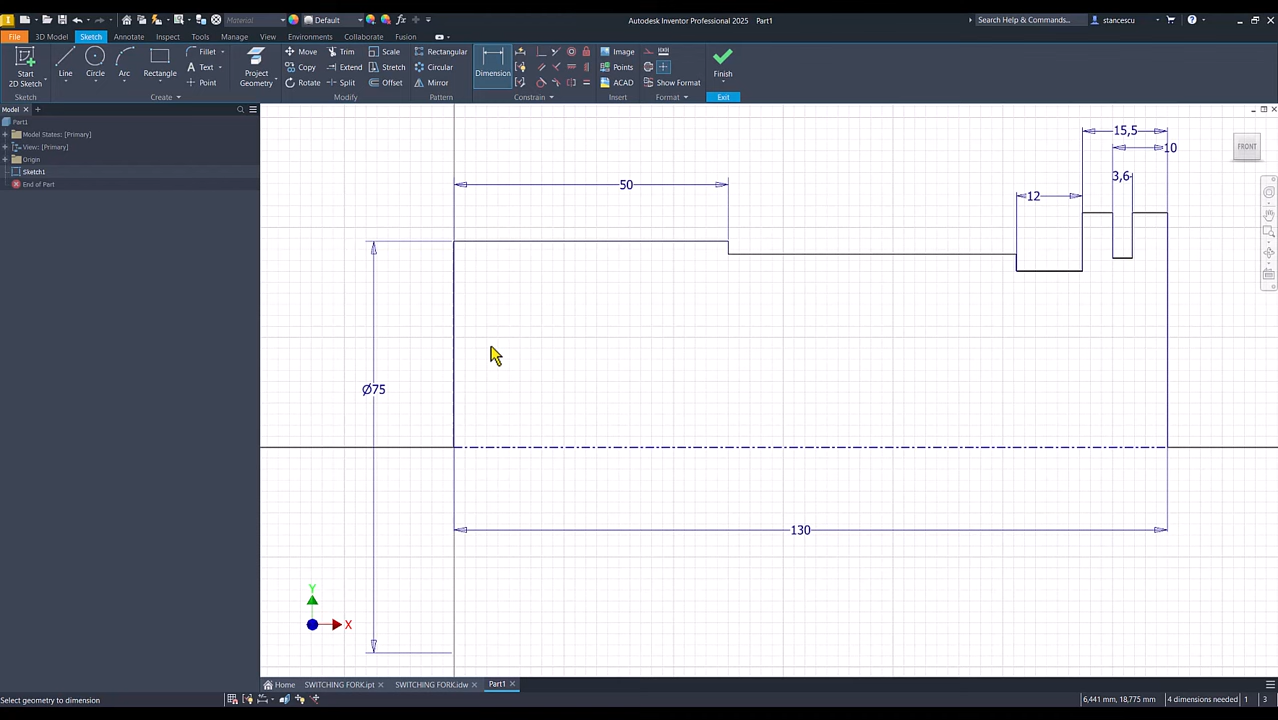 Material
Default
fx
Autodesk Inventor Professional 2025 Part1
Search Help & Commands...
stancescu
File
3D Model
Sketch
Annotate
Inspect
Tools
Manage
View
Environments
Collaborate
Fusion
Start
2D Sketch
Line
Circle
Arc
Rectangle
Fillet
Text
Point
Project
Geometry
Move
Copy
Rotate
Trim
Extend
Split
Scale
Stretch
Offset
Rectangular
Circular
Mirror
Dimension
Image
Points
ACAD
Show Format
Finish
Sketch
Create
Modify
Pattern
Constrain
Insert
Format
Exit
Model
Part1
Model States: [Primary]
View: [Primary]
Origin
Sketch1
End of Part
FRONT
15,5
10
3,6
12
50
Ø75
130
Y
X
Home
SWITCHING FORK.ipt
SWITCHING FORK.idw
Part1
Select geometry to dimension
6,441 mm, 18,775 mm
4 dimensions needed
1
3